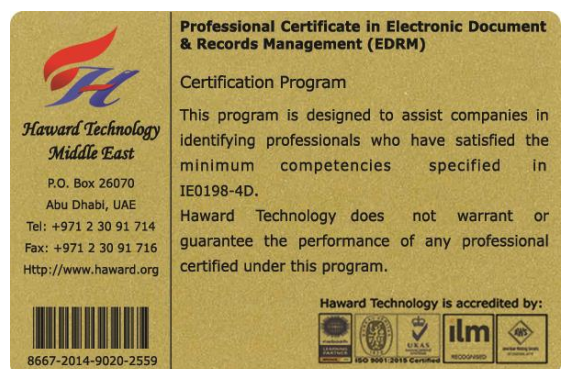 Haward Technology
Middle East
P.O. Box 26070
Abu Dhabi, UAE
Tel: +971 2 30 91 714
Fax: +971 2 30 91 716
Http://www.haward.org
8667-2014-9020-2559
Professional Certificate in Electronic Document
& Records Management (EDRM)
Certification Program
This program is designed to assist companies in
identifying professionals who have satisfied the
minimum competencies specified in
IE0198-4D.
Haward Technology does not warrant or
guarantee the performance of any professional
certified under this program.
Haward Technology is accredited by:
LEARNING
PARTNER
UKAS
ISO 9001:2015 Certified
ilm
RECOGNISED